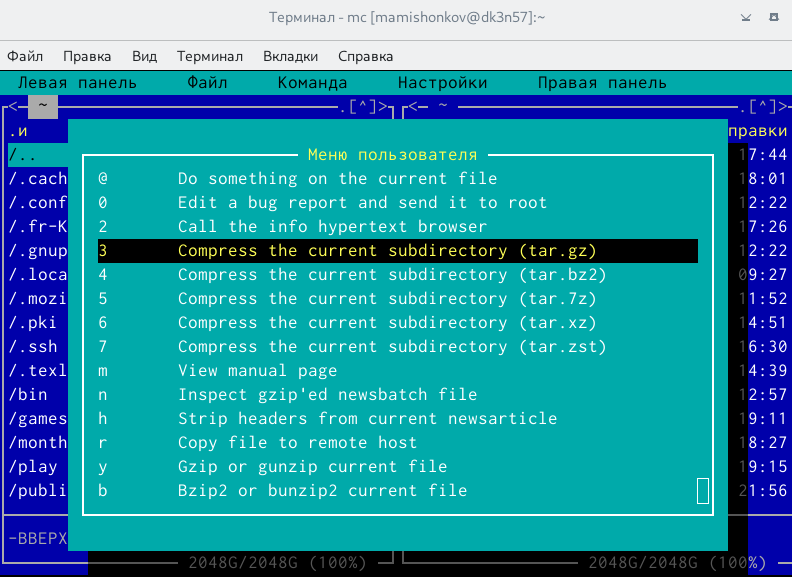 Терминал - mc [mamishonkov@dk3n57]:~
Файл Правка Вид Терминал Вкладки Справка
Левая панель Файл Команда Настройки Правая панель
<- ~ .[^]> <- ~ .[^]>
.и правки
/.. 17:44
Меню пользователя
/.cach @ Do something on the current file 18:01
/.conf 0 Edit a bug report and send it to root 12:22
/.fr-K 2 Call the info hypertext browser 17:26
/.gnup 3 Compress the current subdirectory (tar.gz) 12:22
/.loca 4 Compress the current subdirectory (tar.bz2) 09:27
/.mozi 5 Compress the current subdirectory (tar.7z) 11:52
/.pki 6 Compress the current subdirectory (tar.xz) 14:51
/.ssh 7 Compress the current subdirectory (tar.zst) 16:30
/.texl m View manual page 14:39
/bin n Inspect gzip'ed newsbatch file 12:57
/games h Strip headers from current newsarticle 19:11
/month r Copy file to remote host 18:27
/play y Gzip or gunzip current file 19:15
/publi b Bzip2 or bunzip2 current file 21:56
-ВВЕРХ
2048G/2048G (100%) 2048G/2048G (100%)